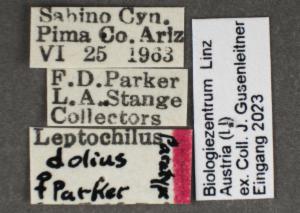 Sabino Cyn.
Pima Co. Ariz
VI 25 1963
F.D. Parker
L.A. Stange
Collectors
Leptochilus
dolius
♀ Parker
Paratype
Biologiezentrum Linz
Austria (LI)
ex. Coll. J. Gusenleitner
Eingang 2023